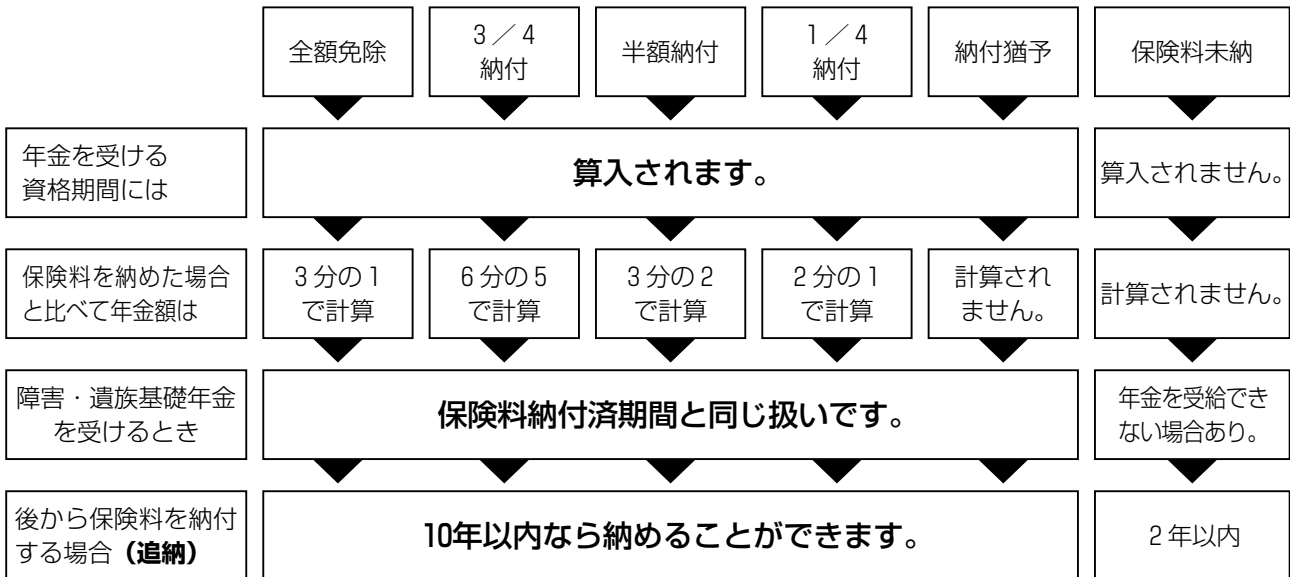 全額免除
3／4
納付
半額納付
1／4
納付
納付猶予
保険料未納
年金を受ける
資格期間には
算入されます。
算入されません。
保険料を納めた場合
と比べて年金額は
3分の1
で計算
6分の5
で計算
3分の2
で計算
2分の1
で計算
計算され
ません。
計算されません。
障害・遺族基礎年金
を受けるとき
保険料納付済期間と同じ扱いです。
年金を受給でき
ない場合あり。
後から保険料を納付
する場合（追納）
10年以内なら納めることができます。
2年以内